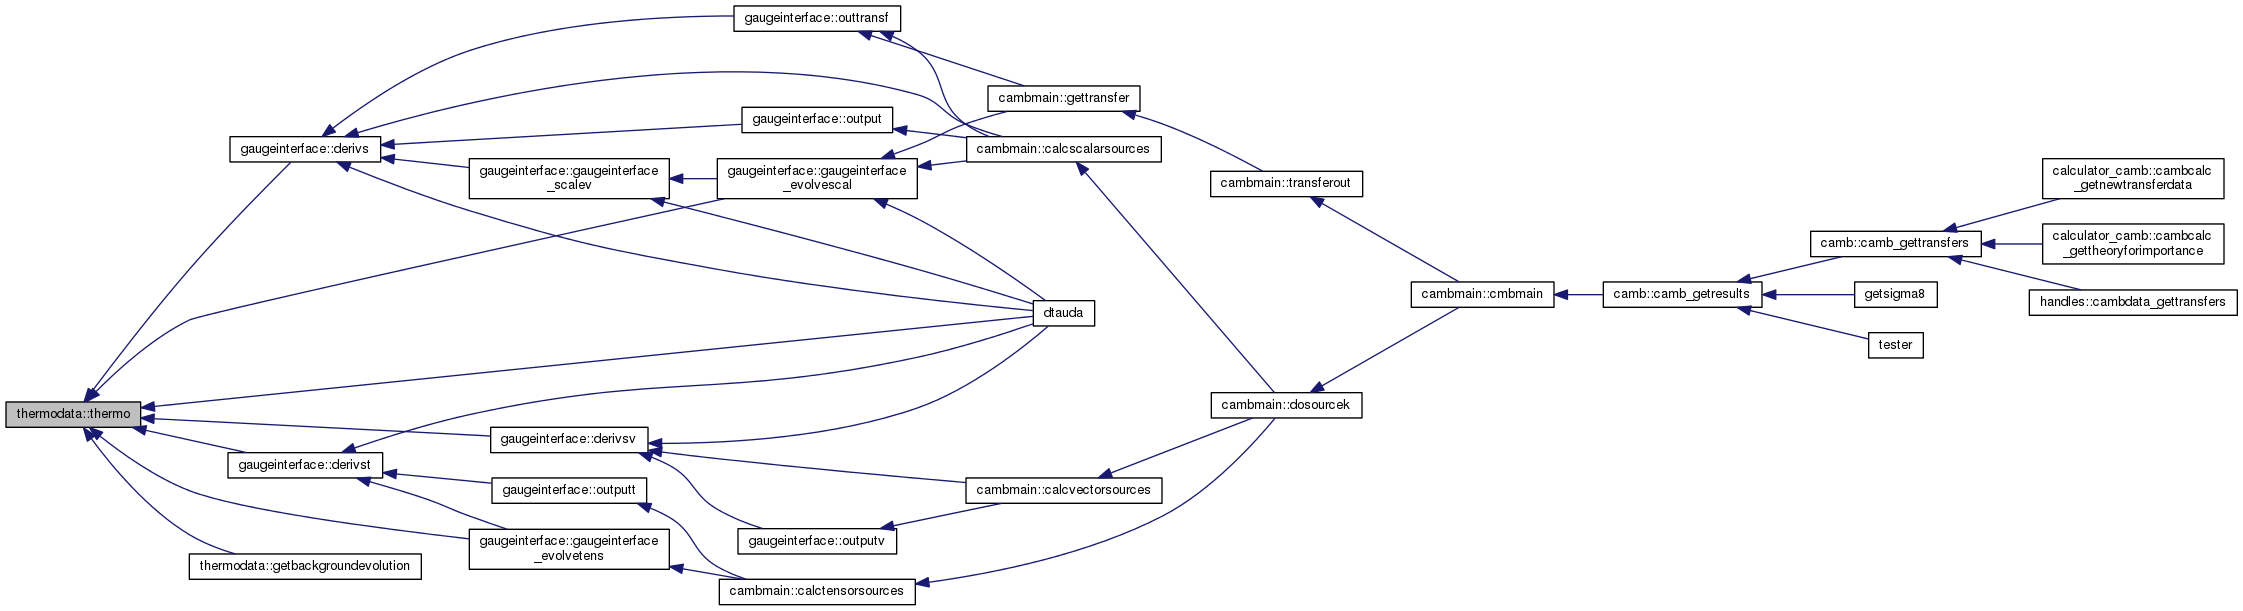 gaugeinterface::outtransf
cambmain::gettransfer
gaugeinterface::output
gaugeinterface::derivs
cambmain::calcscalarsources
gaugeinterface::gaugeinterface
_scalev
gaugeinterface::gaugeinterface
_evolvescal
cambmain::transferout
calculator_camb::cambcalc
_getnewtransferdata
camb::camb_gettransfers
calculator_camb::cambcalc
_gettheoryforimportance
cambmain::cmbmain
camb::camb_getresults
getsigma8
handles::cambdata_gettransfers
dtauda
tester
thermodata::thermo
cambmain::dosourcek
gaugeinterface::derivsv
gaugeinterface::derivst
gaugeinterface::outputt
cambmain::calcvectorsources
gaugeinterface::gaugeinterface
_evolvetens
gaugeinterface::outputv
thermodata::getbackgroundevolution
cambmain::calctensorsources